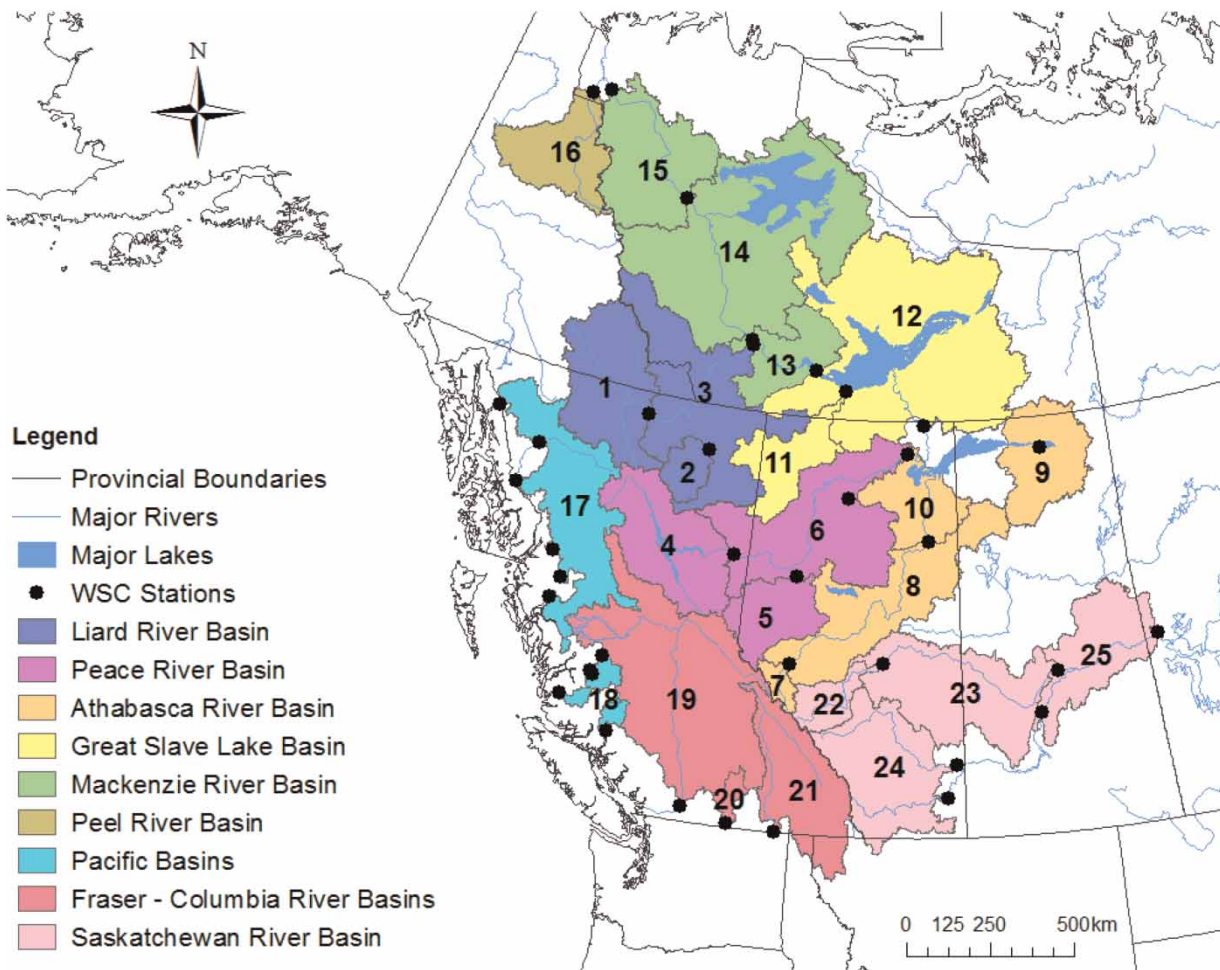 N
16
15
14
12
13
1
3
2
11
9
10
6
17
4
8
5
25
7
22
23
18
19
24
20
21
Legend
Provincial Boundaries
Major Rivers
Major Lakes
WSC Stations
Liard River Basin
Peace River Basin
Athabasca River Basin
Great Slave Lake Basin
Mackenzie River Basin
Peel River Basin
Pacific Basins
Fraser - Columbia River Basins
Saskatchewan River Basin
0 125 250 500km